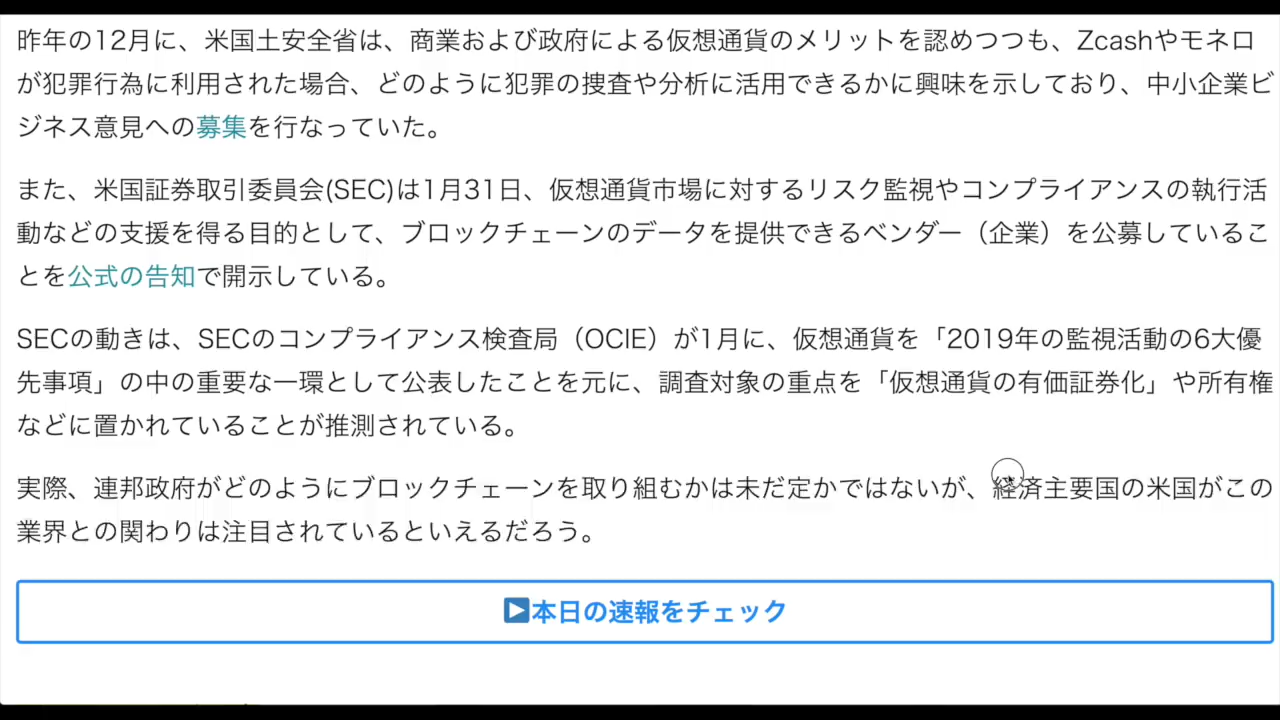 昨年の12月に、米国土安全省は、商業および政府による仮想通貨のメリットを認めつつも、Zcashやモネロ
が犯罪行為に利用された場合、どのように犯罪の捜査や分析に活用できるかに興味を示しており、中小企業ビ
ジネス意見への募集を行なっていた。
また、米国証券取引委員会(SEC)は1月31日、仮想通貨市場に対するリスク監視やコンプライアンスの執行活
動などの支援を得る目的として、ブロックチェーンのデータを提供できるベンダー（企業）を公募しているこ
とを公式の告知で開示している。
SECの動きは、SECのコンプライアンス検査局（OCIE）が1月に、仮想通貨を「2019年の監視活動の6大優
先事項」の中の重要な一環として公表したことを元に、調査対象の重点を「仮想通貨の有価証券化」や所有権
などに置かれていることが推測されている。
実際、連邦政府がどのようにブロックチェーンを取り組むかは未だ定かではないが、経済主要国の米国がこの
業界との関わりは注目されているといえるだろう。
▶本日の速報をチェック